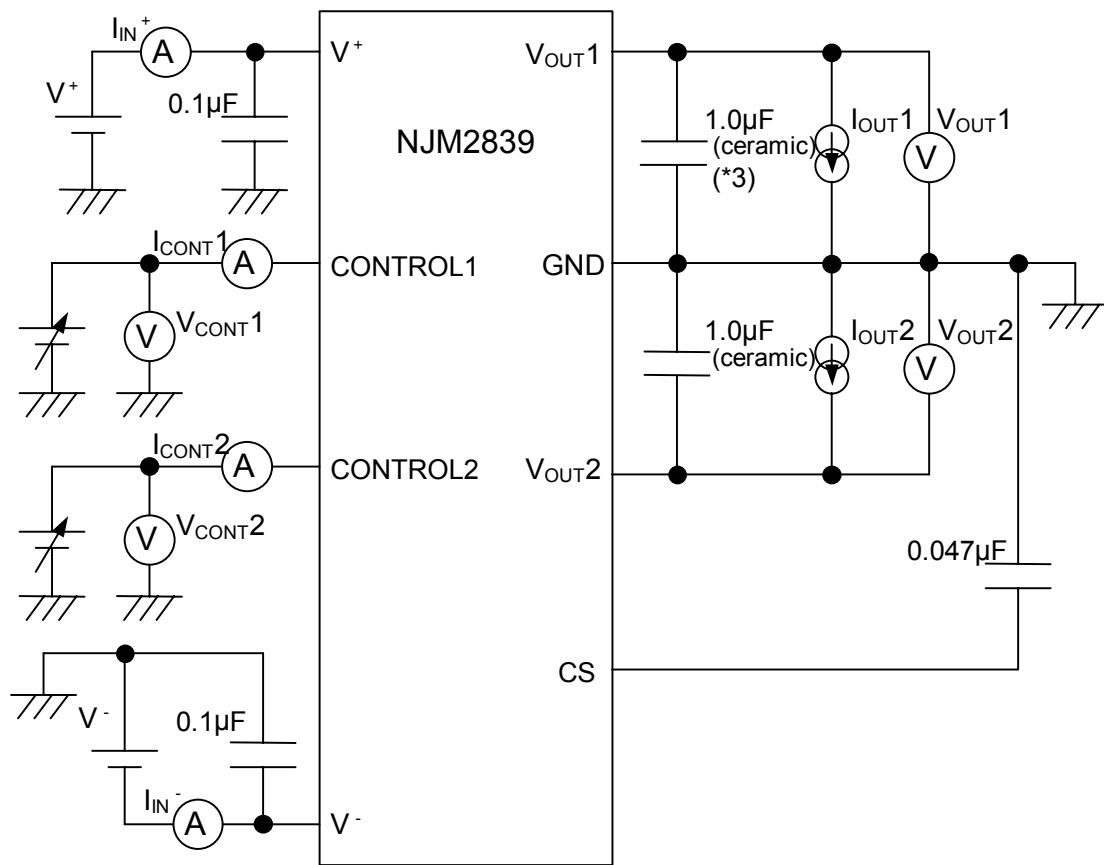 I_IN^+
A
V^+
V^+
0.1µF
NJM2839
V_OUT1
1.0µF
(ceramic)
(*3)
I_OUT1
V_OUT1
V
I_CONT1
A
CONTROL1
GND
V
V_CONT1
1.0µF
(ceramic)
I_OUT2
V_OUT2
V
I_CONT2
A
CONTROL2
V_OUT2
V
V_CONT2
0.047µF
CS
V^-
0.1µF
I_IN^-
A
V^-